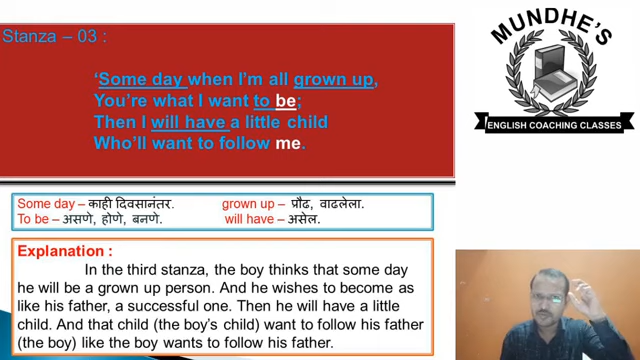 Stanza – 03 :
‘Some day when I'm all grown up,
You're what I want to be;
Then I will have a little child
Who'll want to follow me.
Some day – काही दिवसानंतर. grown up – प्रौढ, वाढलेला.
To be – असणे, होणे, बनणे. will have – असेल.
Explanation :
In the third stanza, the boy thinks that some day
he will be a grown up person. And he wishes to become as
like his father, a successful one. Then he will have a little
child. And that child (the boy's child) want to follow his father
(the boy) like the boy wants to follow his father.
MUNDHE'S
ENGLISH COACHING CLASSES